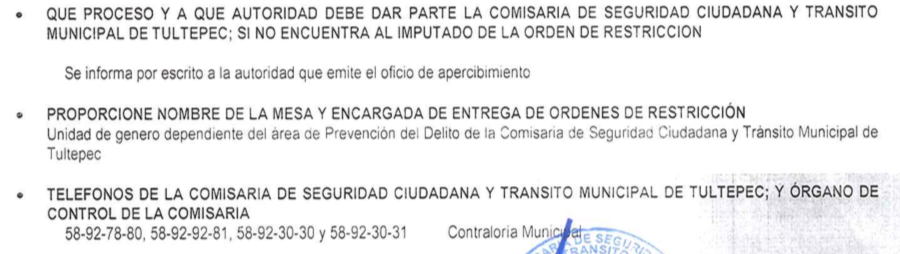 • QUE PROCESO Y A QUE AUTORIDAD DEBE DAR PARTE LA COMISARIA DE SEGURIDAD CIUDADANA Y TRANSITO
MUNICIPAL DE TULTEPEC; SI NO ENCUENTRA AL IMPUTADO DE LA ORDEN DE RESTRICCION
Se informa por escrito a la autoridad que emite el oficio de apercibimiento
• PROPORCIONE NOMBRE DE LA MESA Y ENCARGADA DE ENTREGA DE ORDENES DE RESTRICCIÓN
Unidad de genero dependiente del área de Prevención del Delito de la Comisaria de Seguridad Ciudadana y Tránsito Municipal de
Tultepec
• TELEFONOS DE LA COMISARIA DE SEGURIDAD CIUDADANA Y TRANSITO MUNICIPAL DE TULTEPEC; Y ÓRGANO DE
CONTROL DE LA COMISARIA
58-92-78-80, 58-92-92-81, 58-92-30-30 y 58-92-30-31 Contraloria Municipal
DE SEGURI
TRANSITO